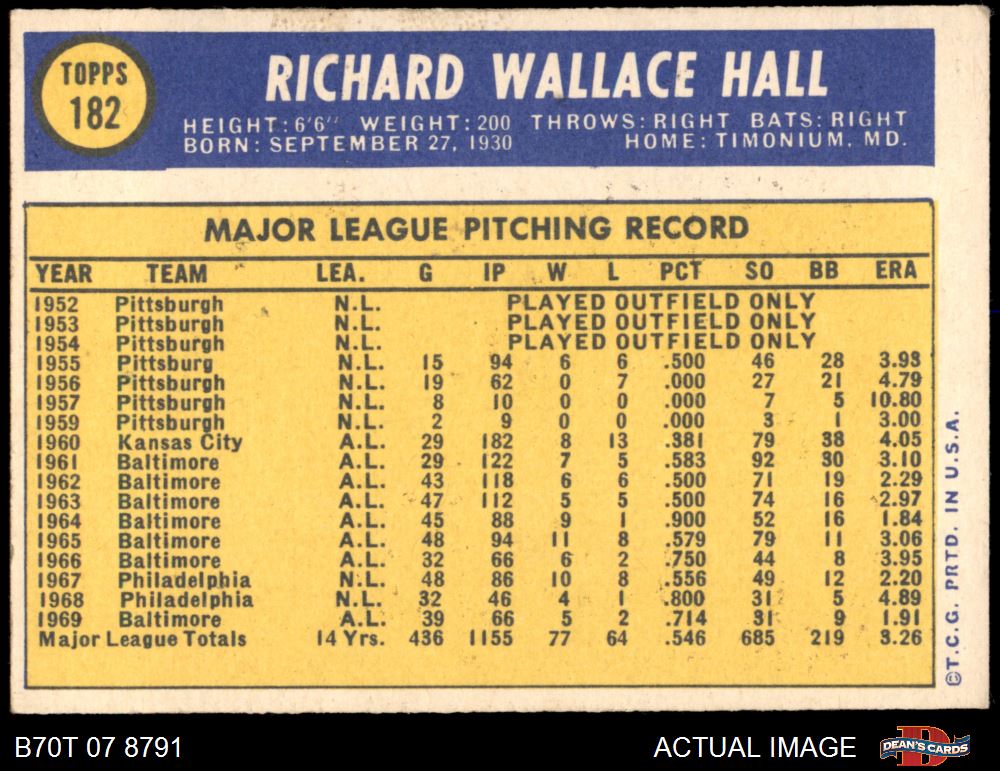 TOPPS
182
RICHARD WALLACE HALL
HEIGHT: 6'6" WEIGHT: 200 THROWS: RIGHT BATS: RIGHT
BORN: SEPTEMBER 27, 1930 HOME: TIMONIUM, MD.
MAJOR LEAGUE PITCHING RECORD
YEAR TEAM LEA. G IP W L PCT SO BB ERA
1952 Pittsburgh N.L. PLAYED OUTFIELD ONLY
1953 Pittsburgh N.L. PLAYED OUTFIELD ONLY
1954 Pittsburgh N.L. PLAYED OUTFIELD ONLY
1955 Pittsburg N.L. 15 94 6 6 .500 46 28 3.93
1956 Pittsburgh N.L. 19 62 0 7 .000 27 21 4.79
1957 Pittsburgh N.L. 8 10 0 0 .000 7 5 10.80
1959 Pittsburgh N.L. 2 9 0 0 .000 3 1 3.00
1960 Kansas City A.L. 29 182 8 13 .381 79 38 4.05
1961 Baltimore A.L. 29 122 7 5 .583 92 30 3.10
1962 Baltimore A.L. 43 118 6 6 .500 71 19 2.29
1963 Baltimore A.L. 47 112 5 5 .500 74 16 2.97
1964 Baltimore A.L. 45 88 9 1 .900 52 16 1.84
1965 Baltimore A.L. 48 94 11 8 .579 79 11 3.06
1966 Baltimore A.L. 32 66 6 2 .750 44 8 3.95
1967 Philadelphia N.L. 48 86 10 8 .556 49 12 2.20
1968 Philadelphia N.L. 32 46 4 1 .800 31 5 4.89
1969 Baltimore A.L. 39 66 5 2 .714 31 9 1.91
Major League Totals 14 Yrs. 436 1155 77 64 .546 685 219 3.26
©T.C.G. PRTD. IN U.S.A.
B70T 07 8791
ACTUAL IMAGE
DEAN'S CARDS